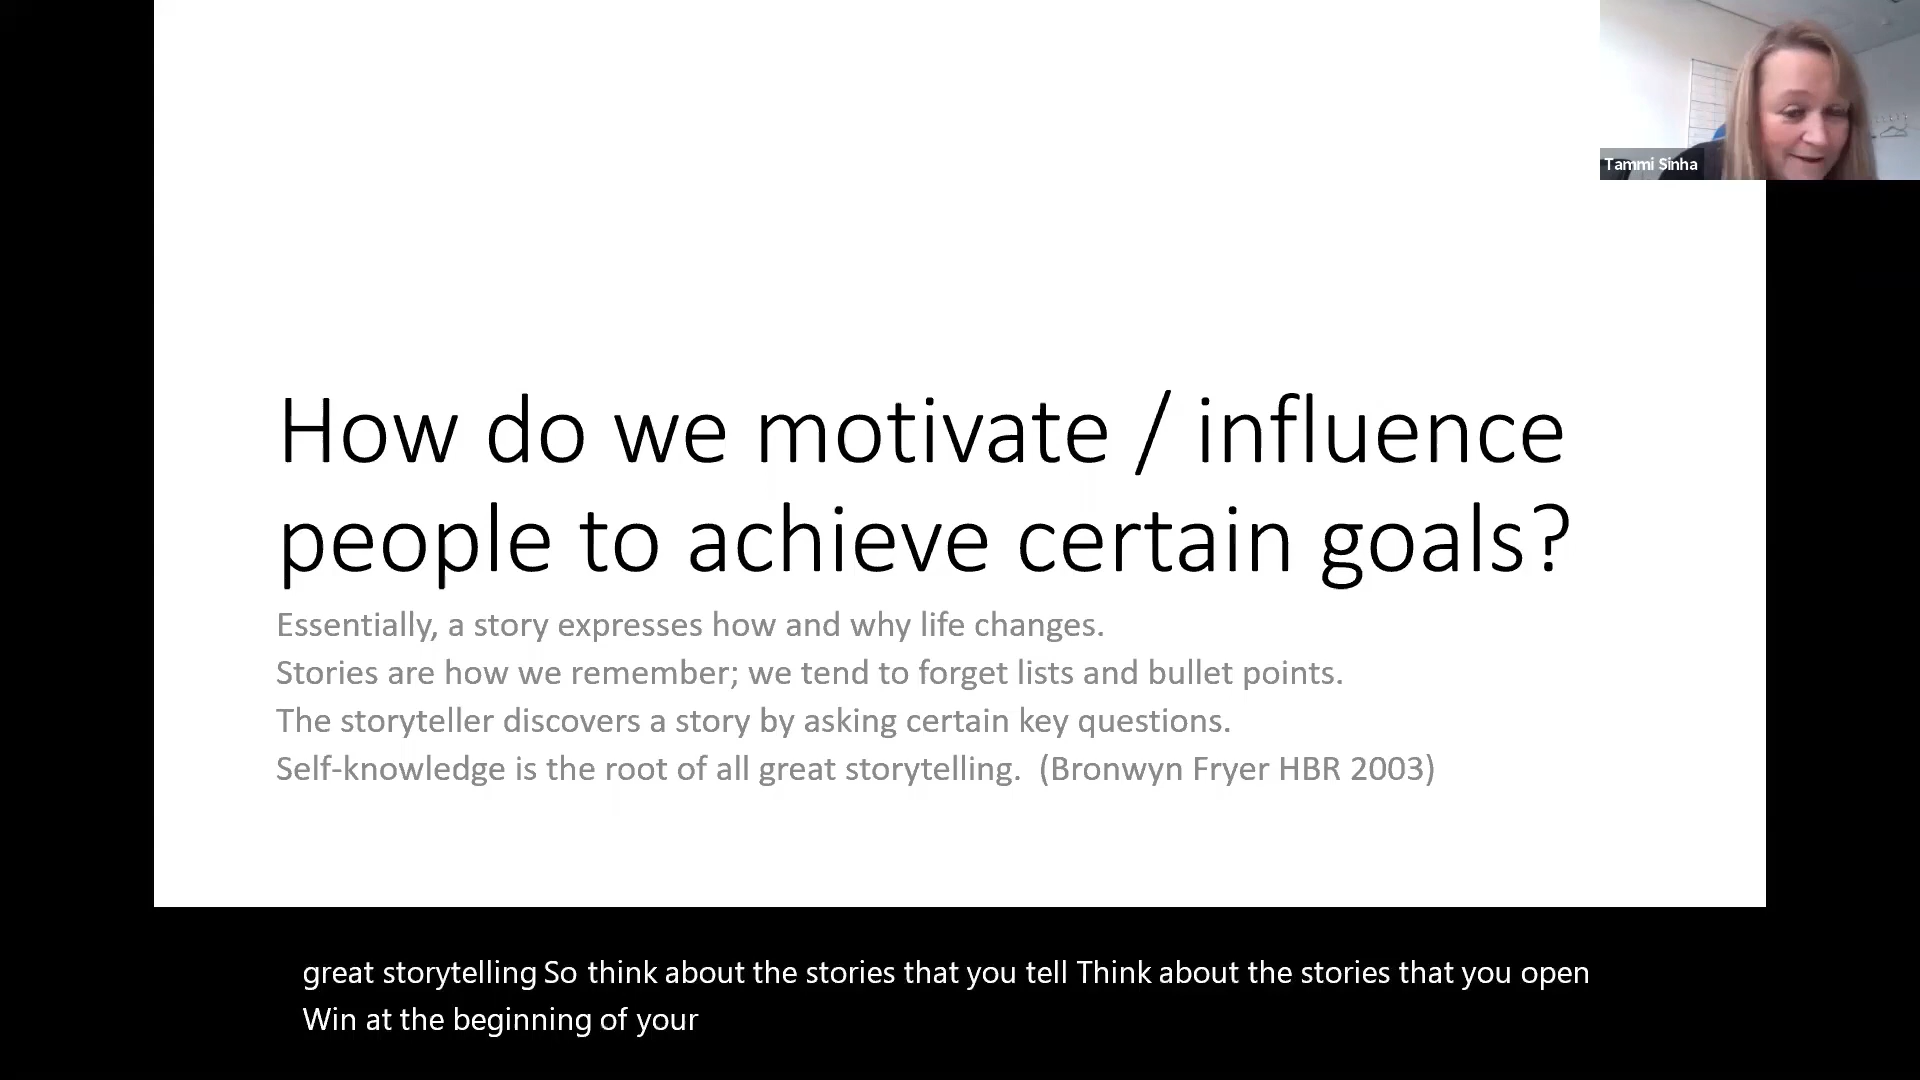 Tammi Sinha
How do we motivate / influence
people to achieve certain goals?
Essentially, a story expresses how and why life changes.
Stories are how we remember; we tend to forget lists and bullet points.
The storyteller discovers a story by asking certain key questions.
Self-knowledge is the root of all great storytelling.  (Bronwyn Fryer HBR 2003)
great storytelling So think about the stories that you tell Think about the stories that you open
Win at the beginning of your